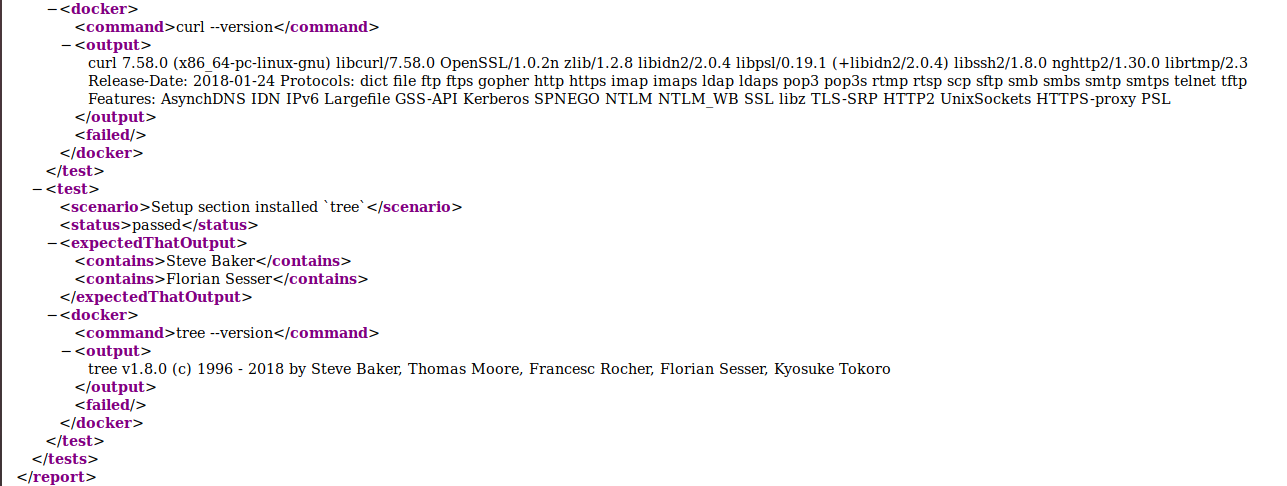 −<docker>
<command>curl --version</command>
−<output>
curl 7.58.0 (x86_64-pc-linux-gnu) libcurl/7.58.0 OpenSSL/1.0.2n zlib/1.2.8 libidn2/2.0.4 libpsl/0.19.1 (+libidn2/2.0.4) libssh2/1.8.0 nghttp2/1.30.0 librtmp/2.3
Release-Date: 2018-01-24 Protocols: dict file ftp ftps gopher http https imap imaps ldap ldaps pop3 pop3s rtmp rtsp scp sftp smb smbs smtp smtps telnet tftp
Features: AsynchDNS IDN IPv6 Largefile GSS-API Kerberos SPNEGO NTLM NTLM_WB SSL libz TLS-SRP HTTP2 UnixSockets HTTPS-proxy PSL
</output>
<failed/>
</docker>
</test>
−<test>
<scenario>Setup section installed `tree`</scenario>
<status>passed</status>
−<expectedThatOutput>
<contains>Steve Baker</contains>
<contains>Florian Sesser</contains>
</expectedThatOutput>
−<docker>
<command>tree --version</command>
−<output>
tree v1.8.0 (c) 1996 - 2018 by Steve Baker, Thomas Moore, Francesc Rocher, Florian Sesser, Kyosuke Tokoro
</output>
<failed/>
</docker>
</test>
</tests>
</report>